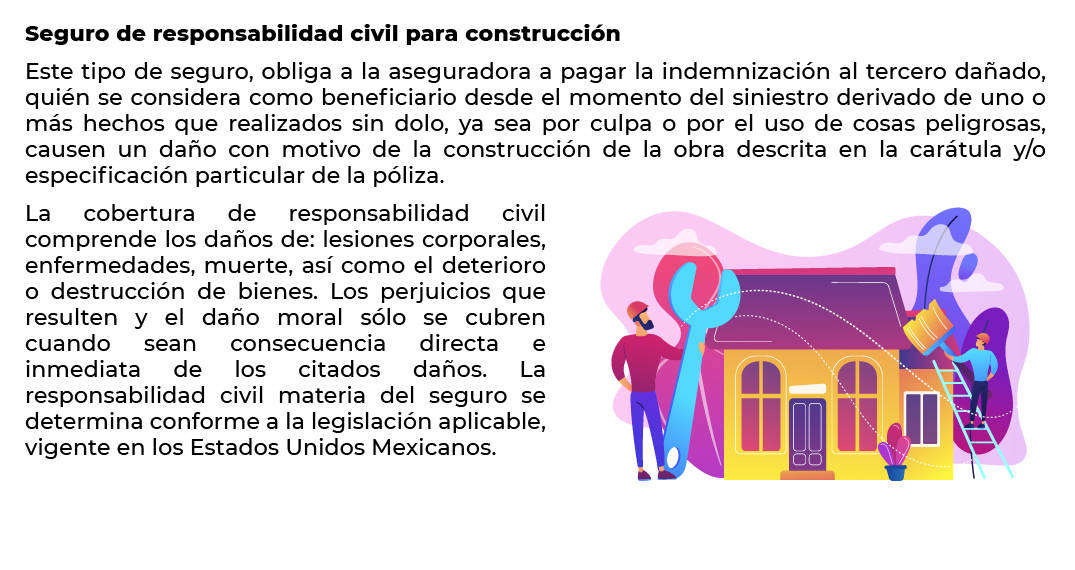 Seguro de responsabilidad civil para construcción
Este tipo de seguro, obliga a la aseguradora a pagar la indemnización al tercero dañado,
quién se considera como beneficiario desde el momento del siniestro derivado de uno o
más hechos que realizados sin dolo, ya sea por culpa o por el uso de cosas peligrosas,
causen un daño con motivo de la construcción de la obra descrita en la carátula y/o
especificación particular de la póliza.
La cobertura de responsabilidad civil
comprende los daños de: lesiones corporales,
enfermedades, muerte, así como el deterioro
o destrucción de bienes. Los perjuicios que
resulten y el daño moral sólo se cubren
cuando sean consecuencia directa e
inmediata de los citados daños. La
responsabilidad civil materia del seguro se
determina conforme a la legislación aplicable,
vigente en los Estados Unidos Mexicanos.